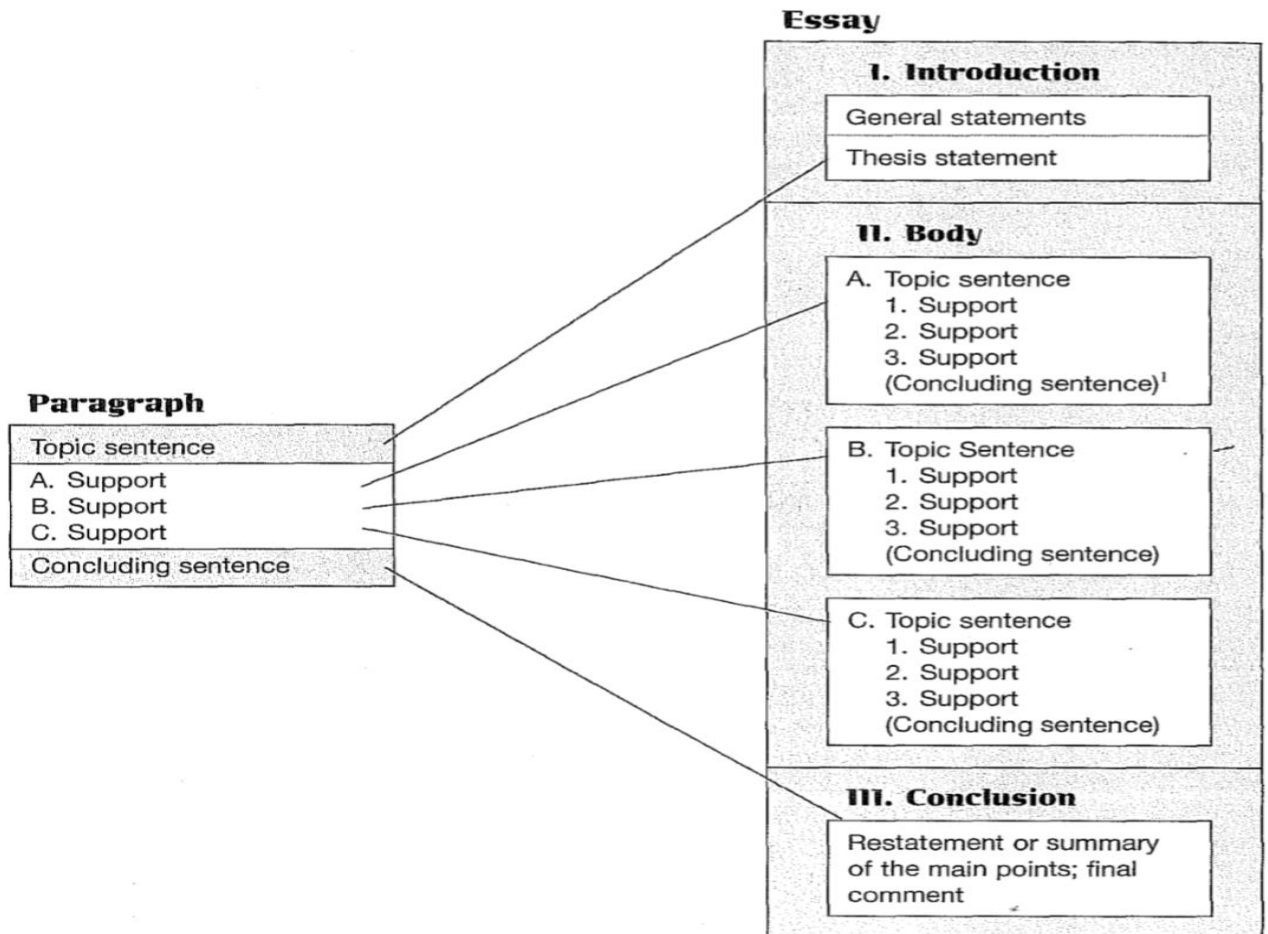 Essay
I. Introduction
General statements
Thesis statement
II. Body
A. Topic sentence
1. Support
2. Support
3. Support
(Concluding sentence)¹
Paragraph
Topic sentence
A. Support
B. Support
C. Support
Concluding sentence
B. Topic Sentence
1. Support
2. Support
3. Support
(Concluding sentence)
C. Topic sentence
1. Support
2. Support
3. Support
(Concluding sentence)
III. Conclusion
Restatement or summary
of the main points; final
comment